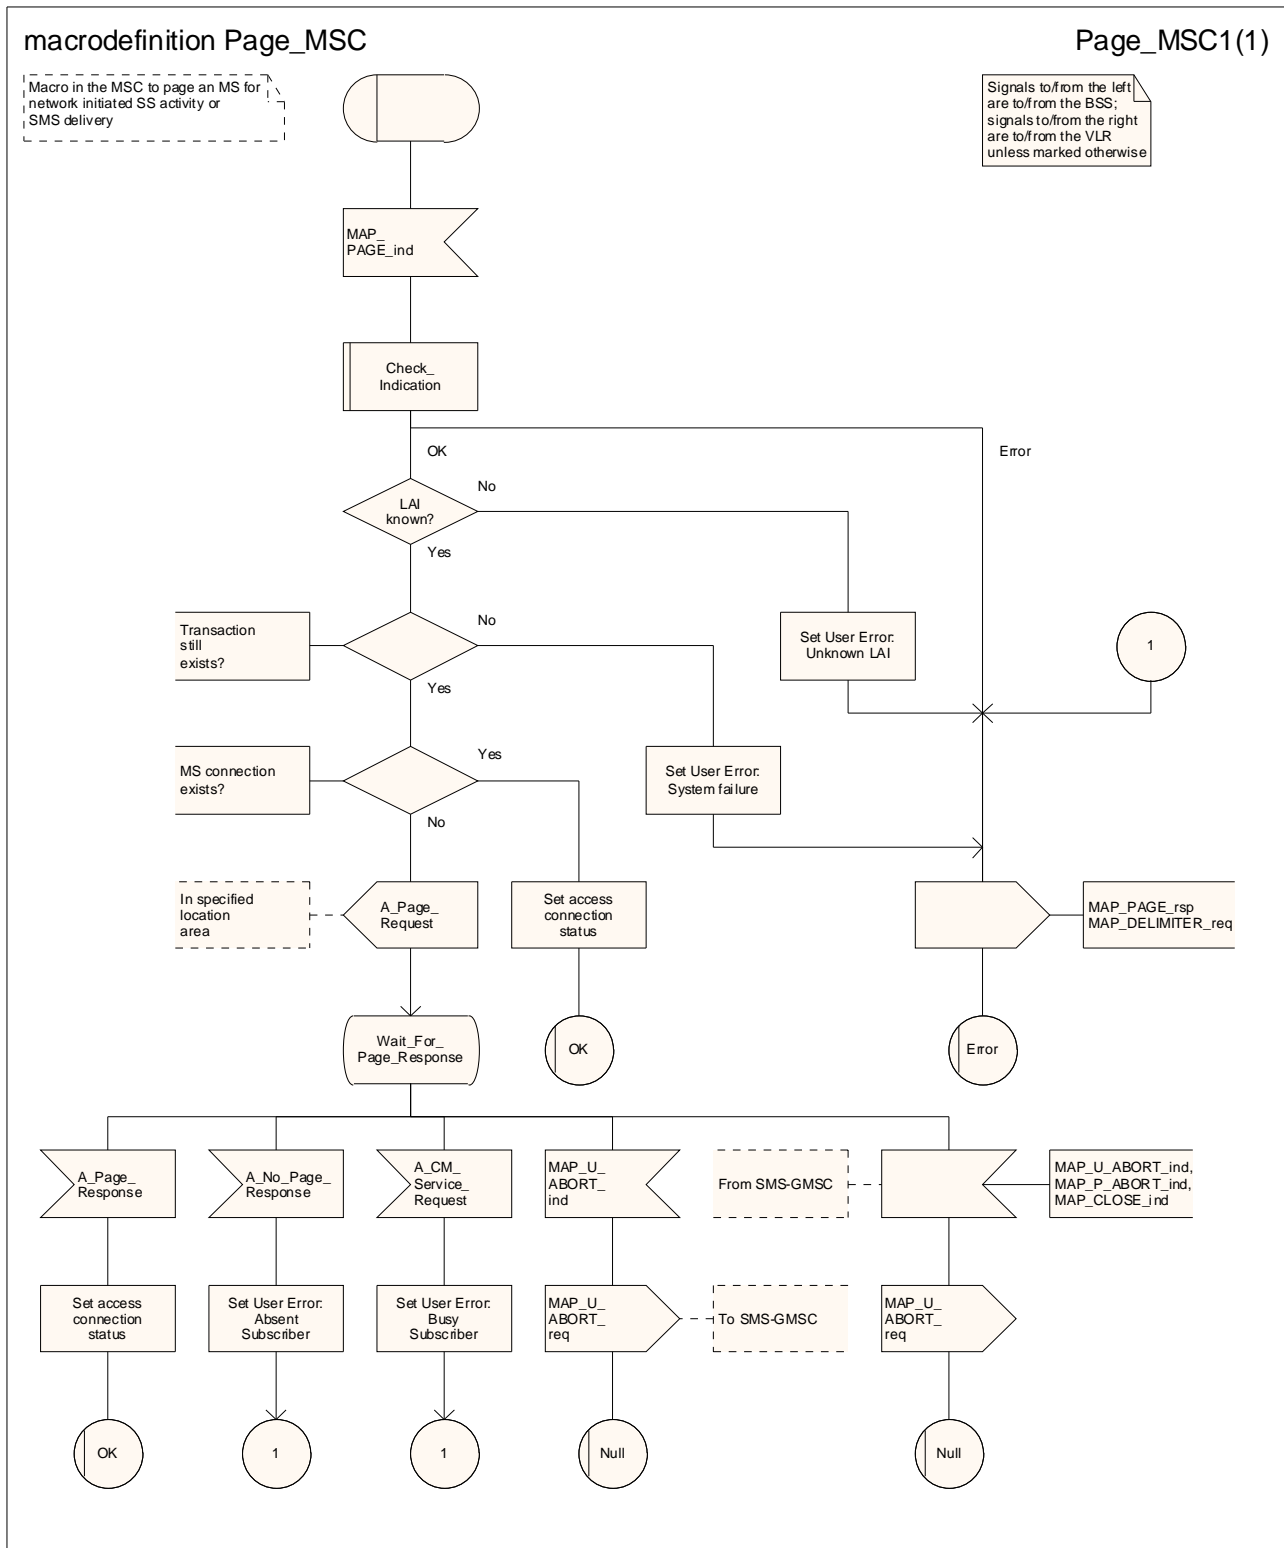 macrodefinition Page_MSC
Page_MSC1(1)
Macro in the MSC to page an MS for
network initiated SS activity or
SMS delivery
Signals to/from the left
are to/from the BSS;
signals to/from the right
are to/from the VLR
unless marked otherwise
MAP_
PAGE_ind
Check_
Indication
OK
Error
LAI
known?
No
Yes
Transaction
still
exists?
No
Yes
Set User Error:
Unknown LAI
1
MS connection
exists?
Yes
No
Set User Error:
System failure
In specified
location
area
A_Page_
Request
Set access
connection
status
MAP_PAGE_rsp
MAP_DELIMITER_req
Wait_For_
Page_Response
OK
Error
A_Page_
Response
A_No_Page_
Response
A_CM_
Service_
Request
MAP_U_
ABORT_
ind
From SMS-GMSC
MAP_U_ABORT_ind,
MAP_P_ABORT_ind,
MAP_CLOSE_ind
Set access
connection
status
Set User Error:
Absent
Subscriber
Set User Error:
Busy
Subscriber
MAP_U_
ABORT_
req
To SMS-GMSC
MAP_U_
ABORT_
req
OK
1
1
Null
Null